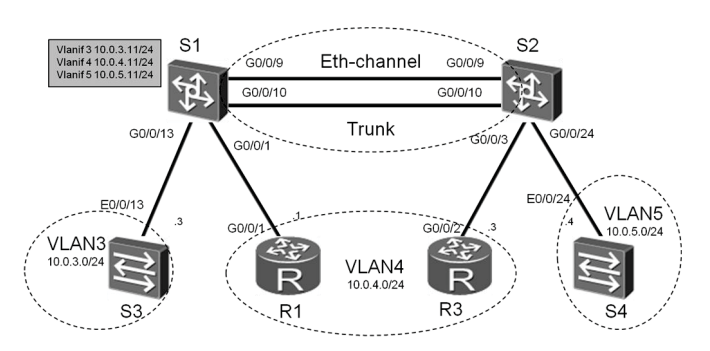 Vlanif 3 10.0.3.11/24
Vlanif 4 10.0.4.11/24
Vlanif 5 10.0.5.11/24
S1
S2
G0/0/9
Eth-channel
G0/0/9
G0/0/10
G0/0/10
Trunk
G0/0/13
G0/0/1
G0/0/3
G0/0/24
E0/0/13
E0/0/24
.3
.1
.3
.4
G0/0/1
G0/0/2
VLAN3
10.0.3.0/24
VLAN4
10.0.4.0/24
VLAN5
10.0.5.0/24
R
R
S3
R1
R3
S4